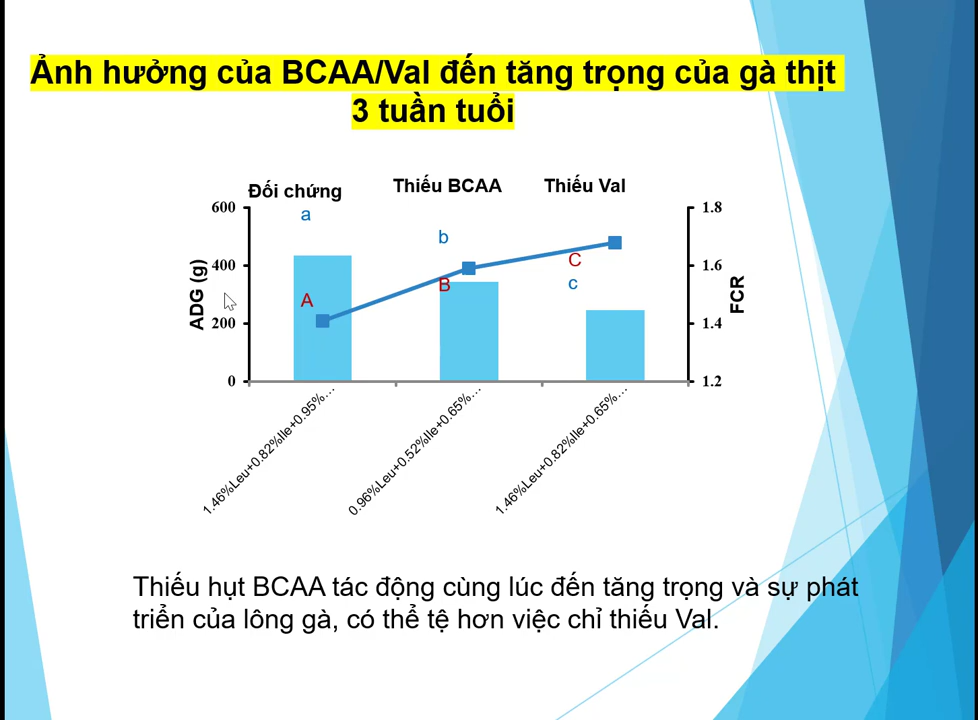 Ảnh hưởng của BCAA/Val đến tăng trọng của gà thịt
3 tuần tuổi
Đối chứng
Thiếu BCAA
Thiếu Val
600
400
200
0
ADG (g)
a
b
c
A
B
C
1.8
1.6
1.4
1.2
FCR
1.46%Leu+0.82%Ile+0.95%...
0.96%Leu+0.52%Ile+0.65%...
1.46%Leu+0.82%Ile+0.65%...
Thiếu hụt BCAA tác động cùng lúc đến tăng trọng và sự phát
triển của lông gà, có thể tệ hơn việc chỉ thiếu Val.